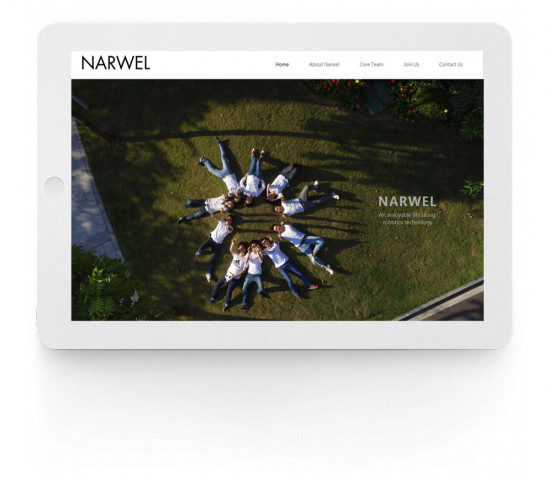 NARWEL
Home About Narwel Core Team Join Us Contact Us
NARWEL
An enjoyable life using
robotics technology